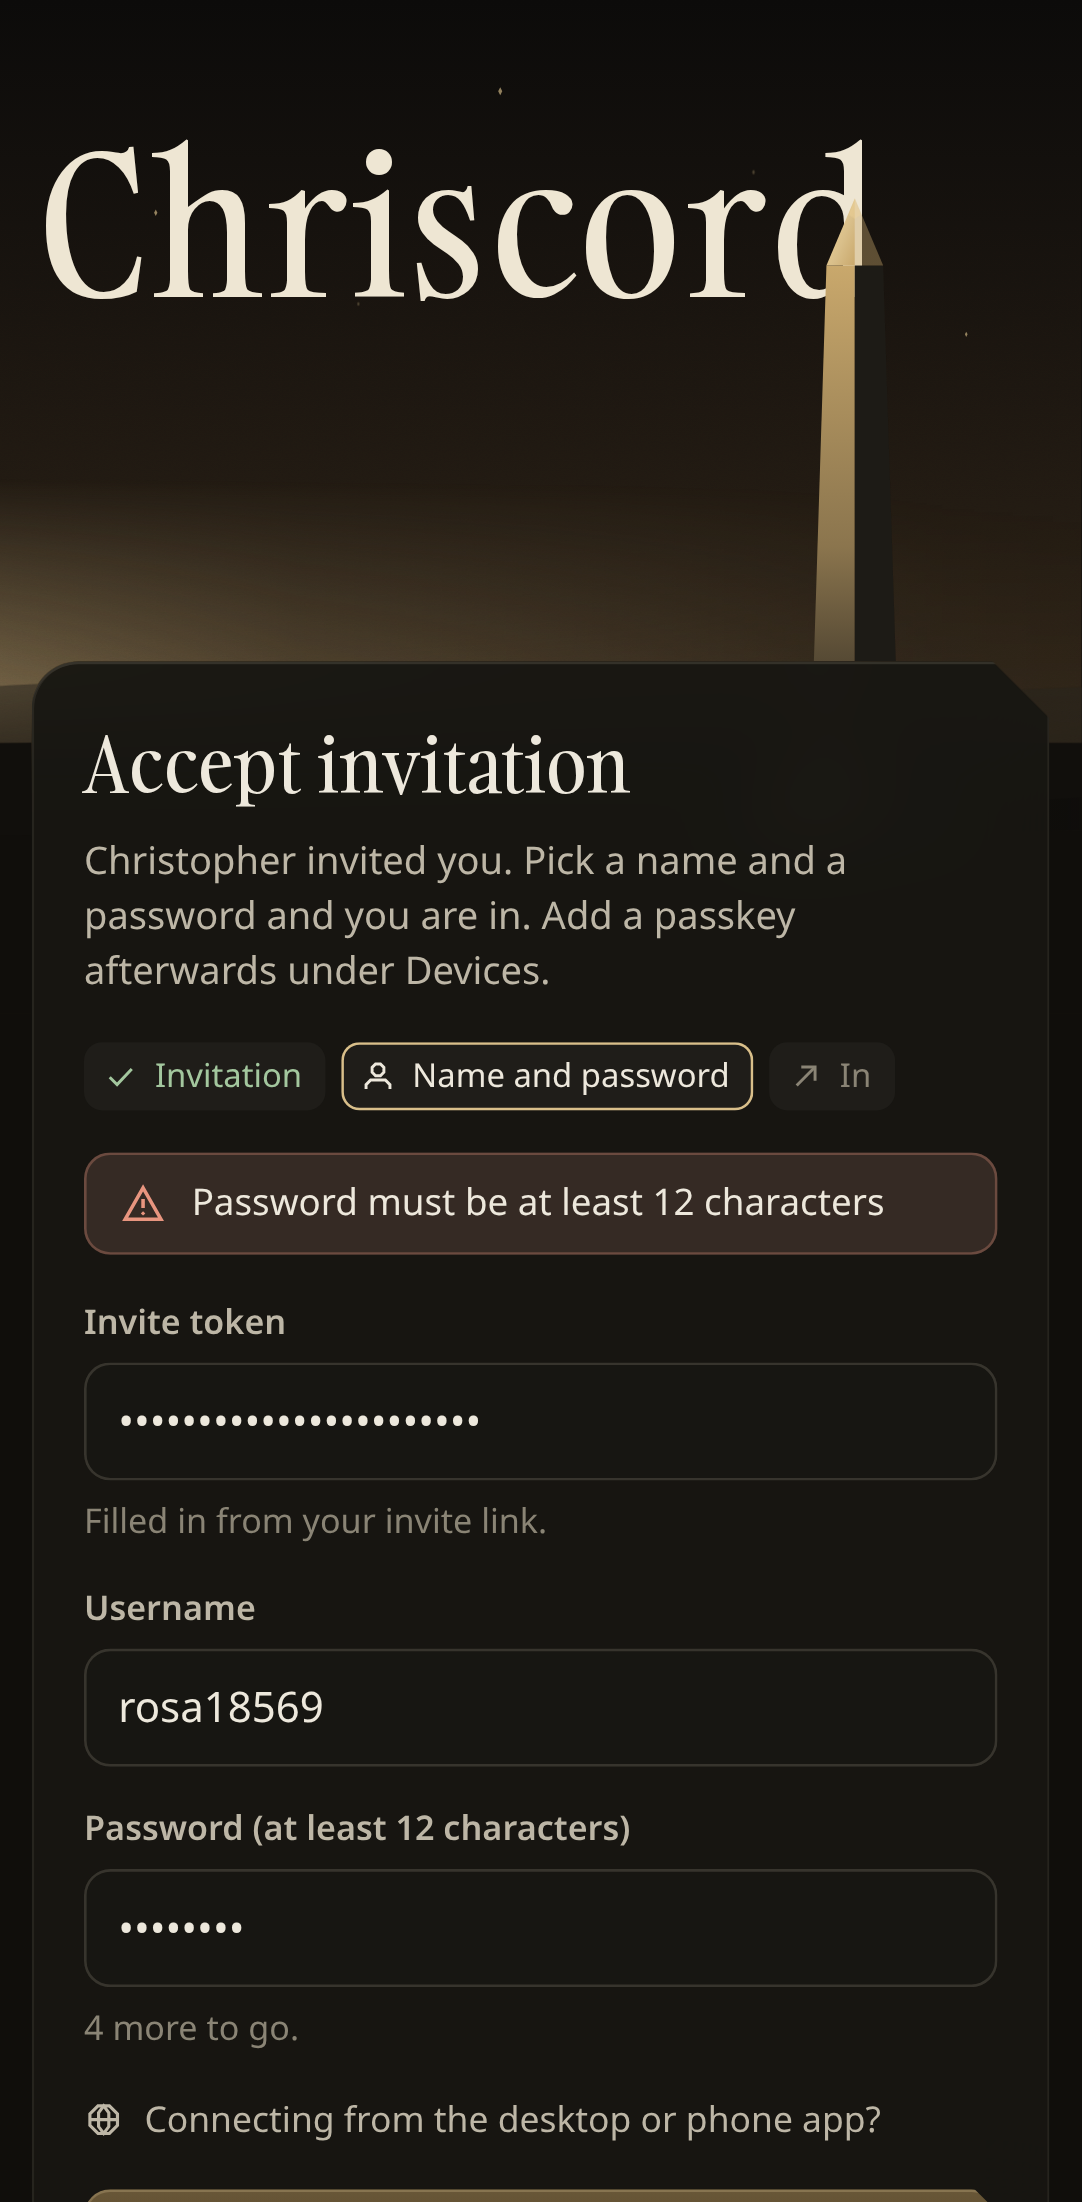 Chriscord
Accept invitation
Christopher invited you. Pick a name and a
password and you are in. Add a passkey
afterwards under Devices.
Invitation
Name and password
In
Password must be at least 12 characters
Invite token
•••••••••••••••••••••••
Filled in from your invite link.
Username
rosa18569
Password (at least 12 characters)
••••••••
4 more to go.
Connecting from the desktop or phone app?